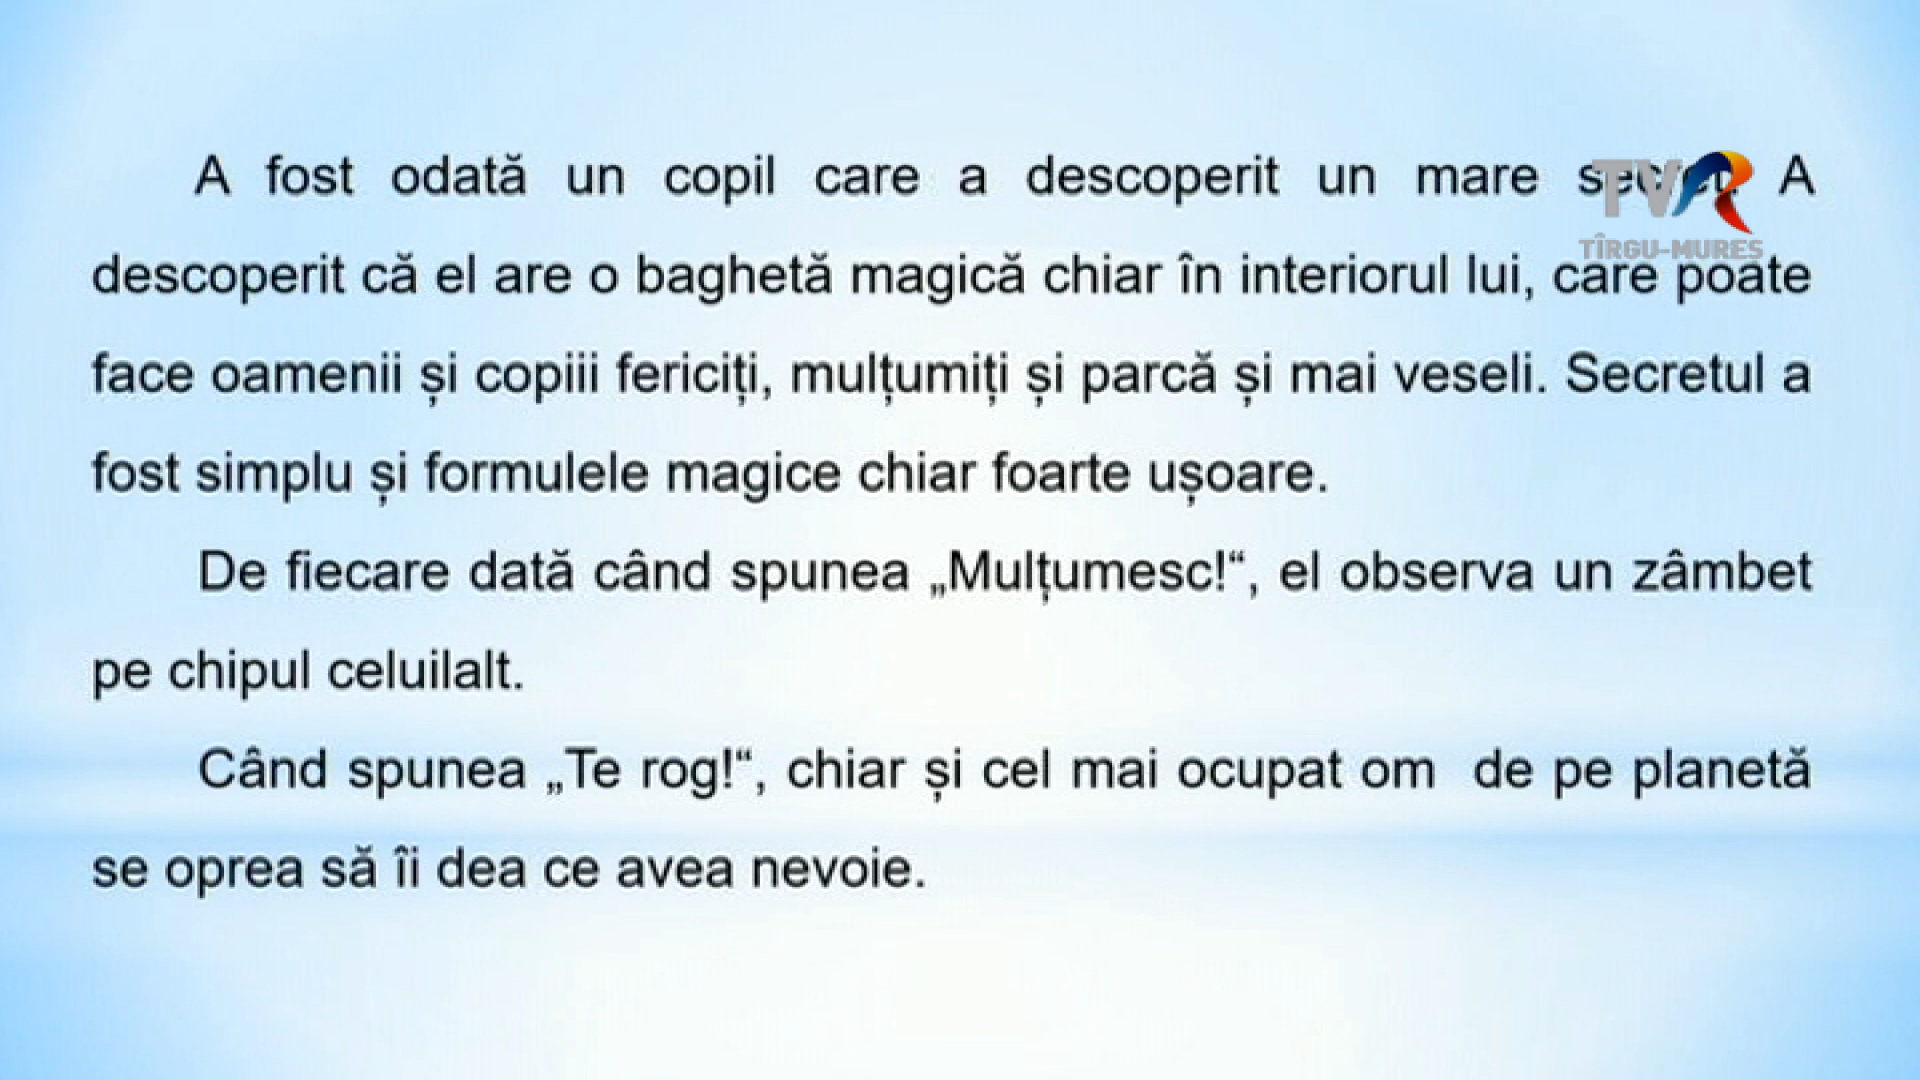 A fost odată un copil care a descoperit un mare secret. A
TVR
TÎRGU-MUREȘ
descoperit că el are o baghetă magică chiar în interiorul lui, care poate
face oamenii și copiii fericiți, mulțumiți și parcă și mai veseli. Secretul a
fost simplu și formulele magice chiar foarte ușoare.
De fiecare dată când spunea „Mulțumesc!“, el observa un zâmbet
pe chipul celuilalt.
Când spunea „Te rog!“, chiar și cel mai ocupat om de pe planetă
se oprea să îi dea ce avea nevoie.